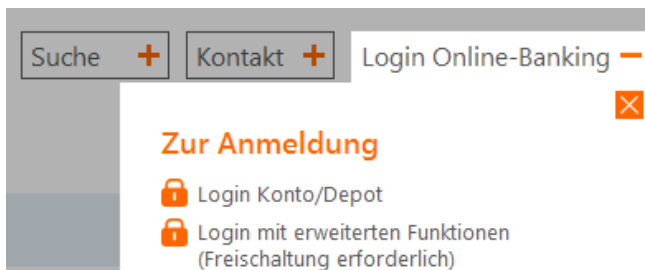 Suche + Kontakt + Login Online-Banking −
Zur Anmeldung
Login Konto/Depot
Login mit erweiterten Funktionen
(Freischaltung erforderlich)